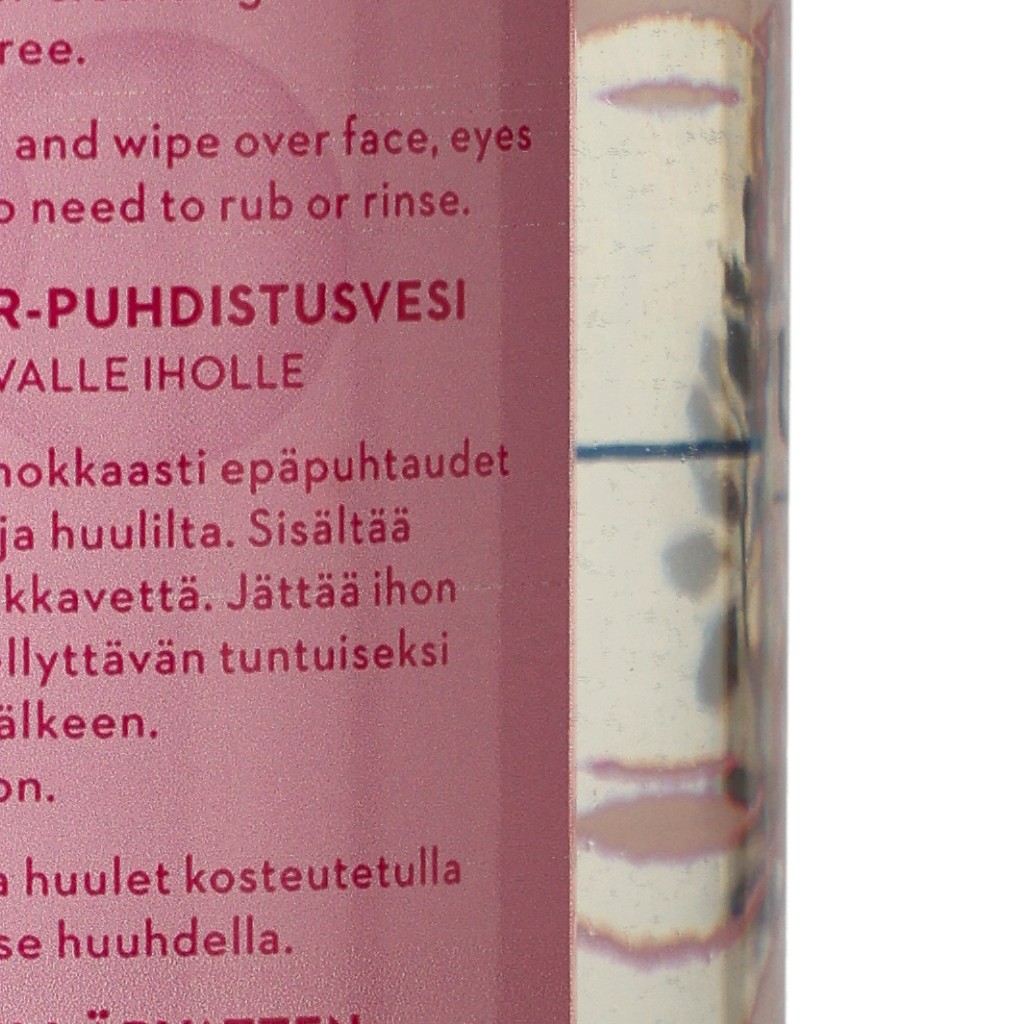 ree.
and wipe over face, eyes
o need to rub or rinse.
R-PUHDISTUSVESI
VALLE IHOLLE
hokkaasti epäpuhtaudet
ja huulilta. Sisältää
kkavettä. Jättää ihon
ellyttävän tuntuiseksi
älkeen.
on.
a huulet kosteutetulla
se huuhdella.